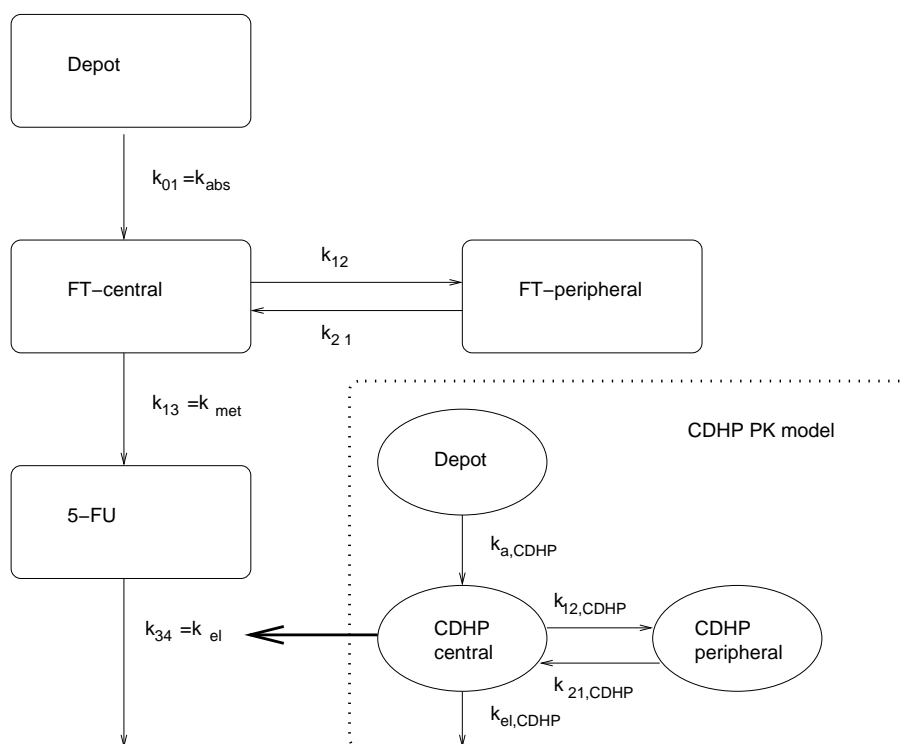 Depot
k01 =kabs
k12
FT−central
FT−peripheral
k2 1
k13 =k met
CDHP PK model
Depot
5−FU
ka,CDHP
k12,CDHP
k34 =k el
CDHP
central
CDHP
peripheral
k 21,CDHP
kel,CDHP